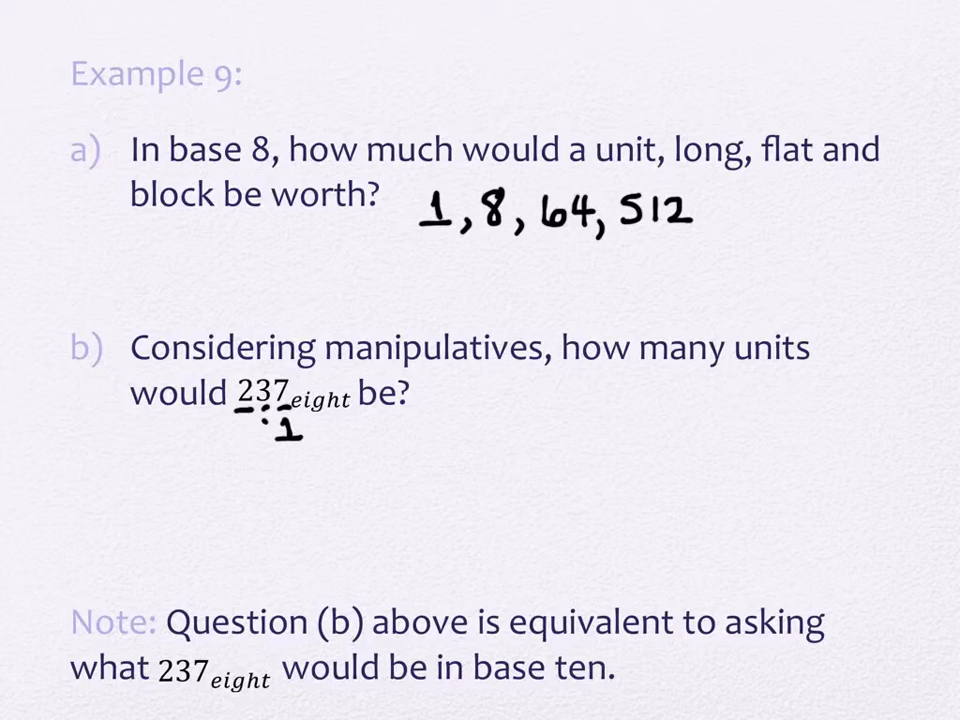 Example 9:
a) In base 8, how much would a unit, long, flat and
block be worth? 1, 8, 64, 512
b) Considering manipulatives, how many units
would 237eight be?
1
Note: Question (b) above is equivalent to asking
what 237eight would be in base ten.